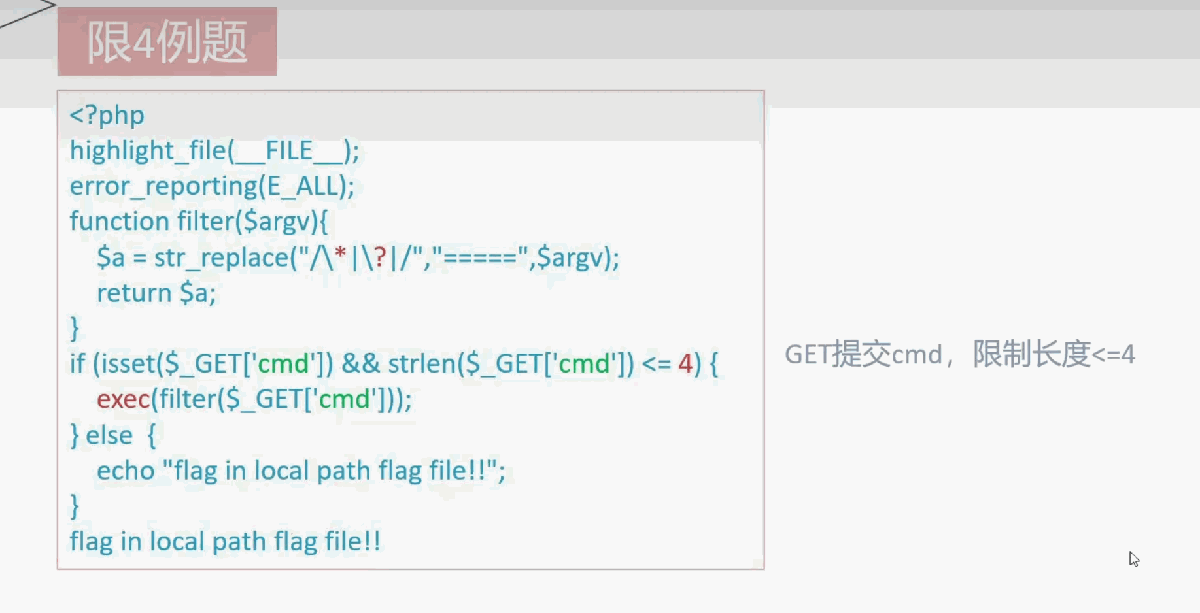 限4例题
<?php
highlight_file(__FILE__);
error_reporting(E_ALL);
function filter($argv){
$a = str_replace("/\*|\?|/","=====",$argv);
return $a;
}
if (isset($_GET['cmd']) && strlen($_GET['cmd']) <= 4) {
exec(filter($_GET['cmd']));
} else {
echo "flag in local path flag file!!";
}
flag in local path flag file!!
GET提交cmd，限制长度<=4